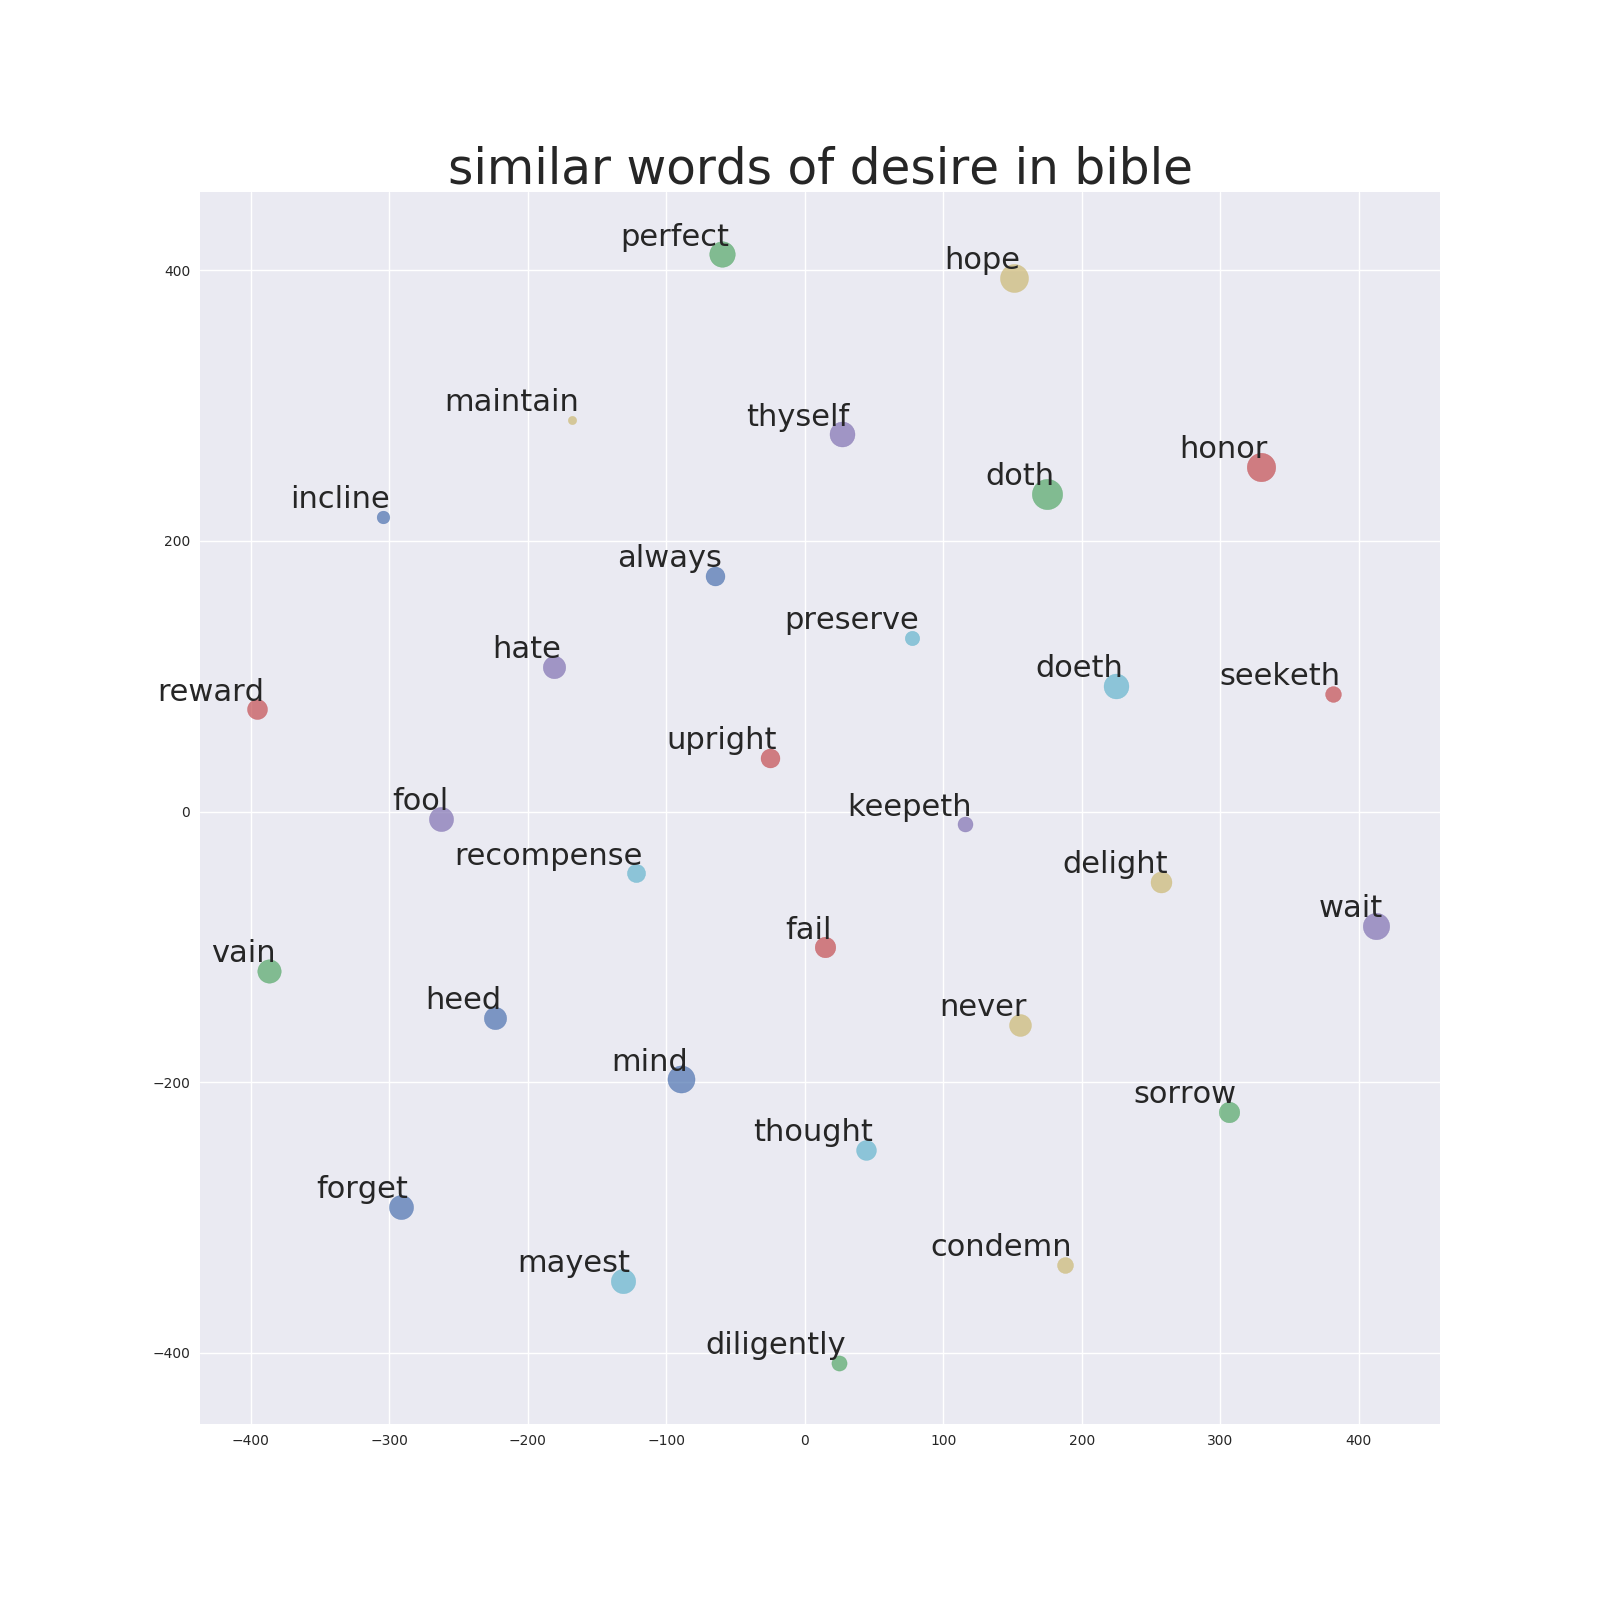 similar words of desire in bible
perfect
hope
400
maintain
thyself
honor
doth
incline
200
always
preserve
hate
doeth
seeketh
reward
upright
fool
keepeth
0
recompense
delight
wait
fail
vain
heed
never
mind
−200
sorrow
thought
forget
condemn
mayest
diligently
−400
−400 −300 −200 −100 0 100 200 300 400